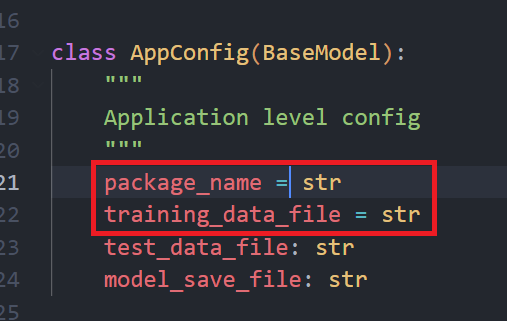 16
17 class AppConfig(BaseModel):
18 """
19 Application level config
20 """
21 package_name = str
22 training_data_file = str
23 test_data_file: str
24 model_save_file: str
25